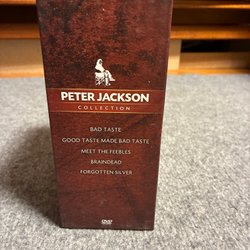 PETER JACKSON
COLLECTION
BAD TASTE
GOOD TASTE MADE BAD TASTE
MEET THE FEEBLES
BRAINDEAD
FORGOTTEN SILVER
DVD